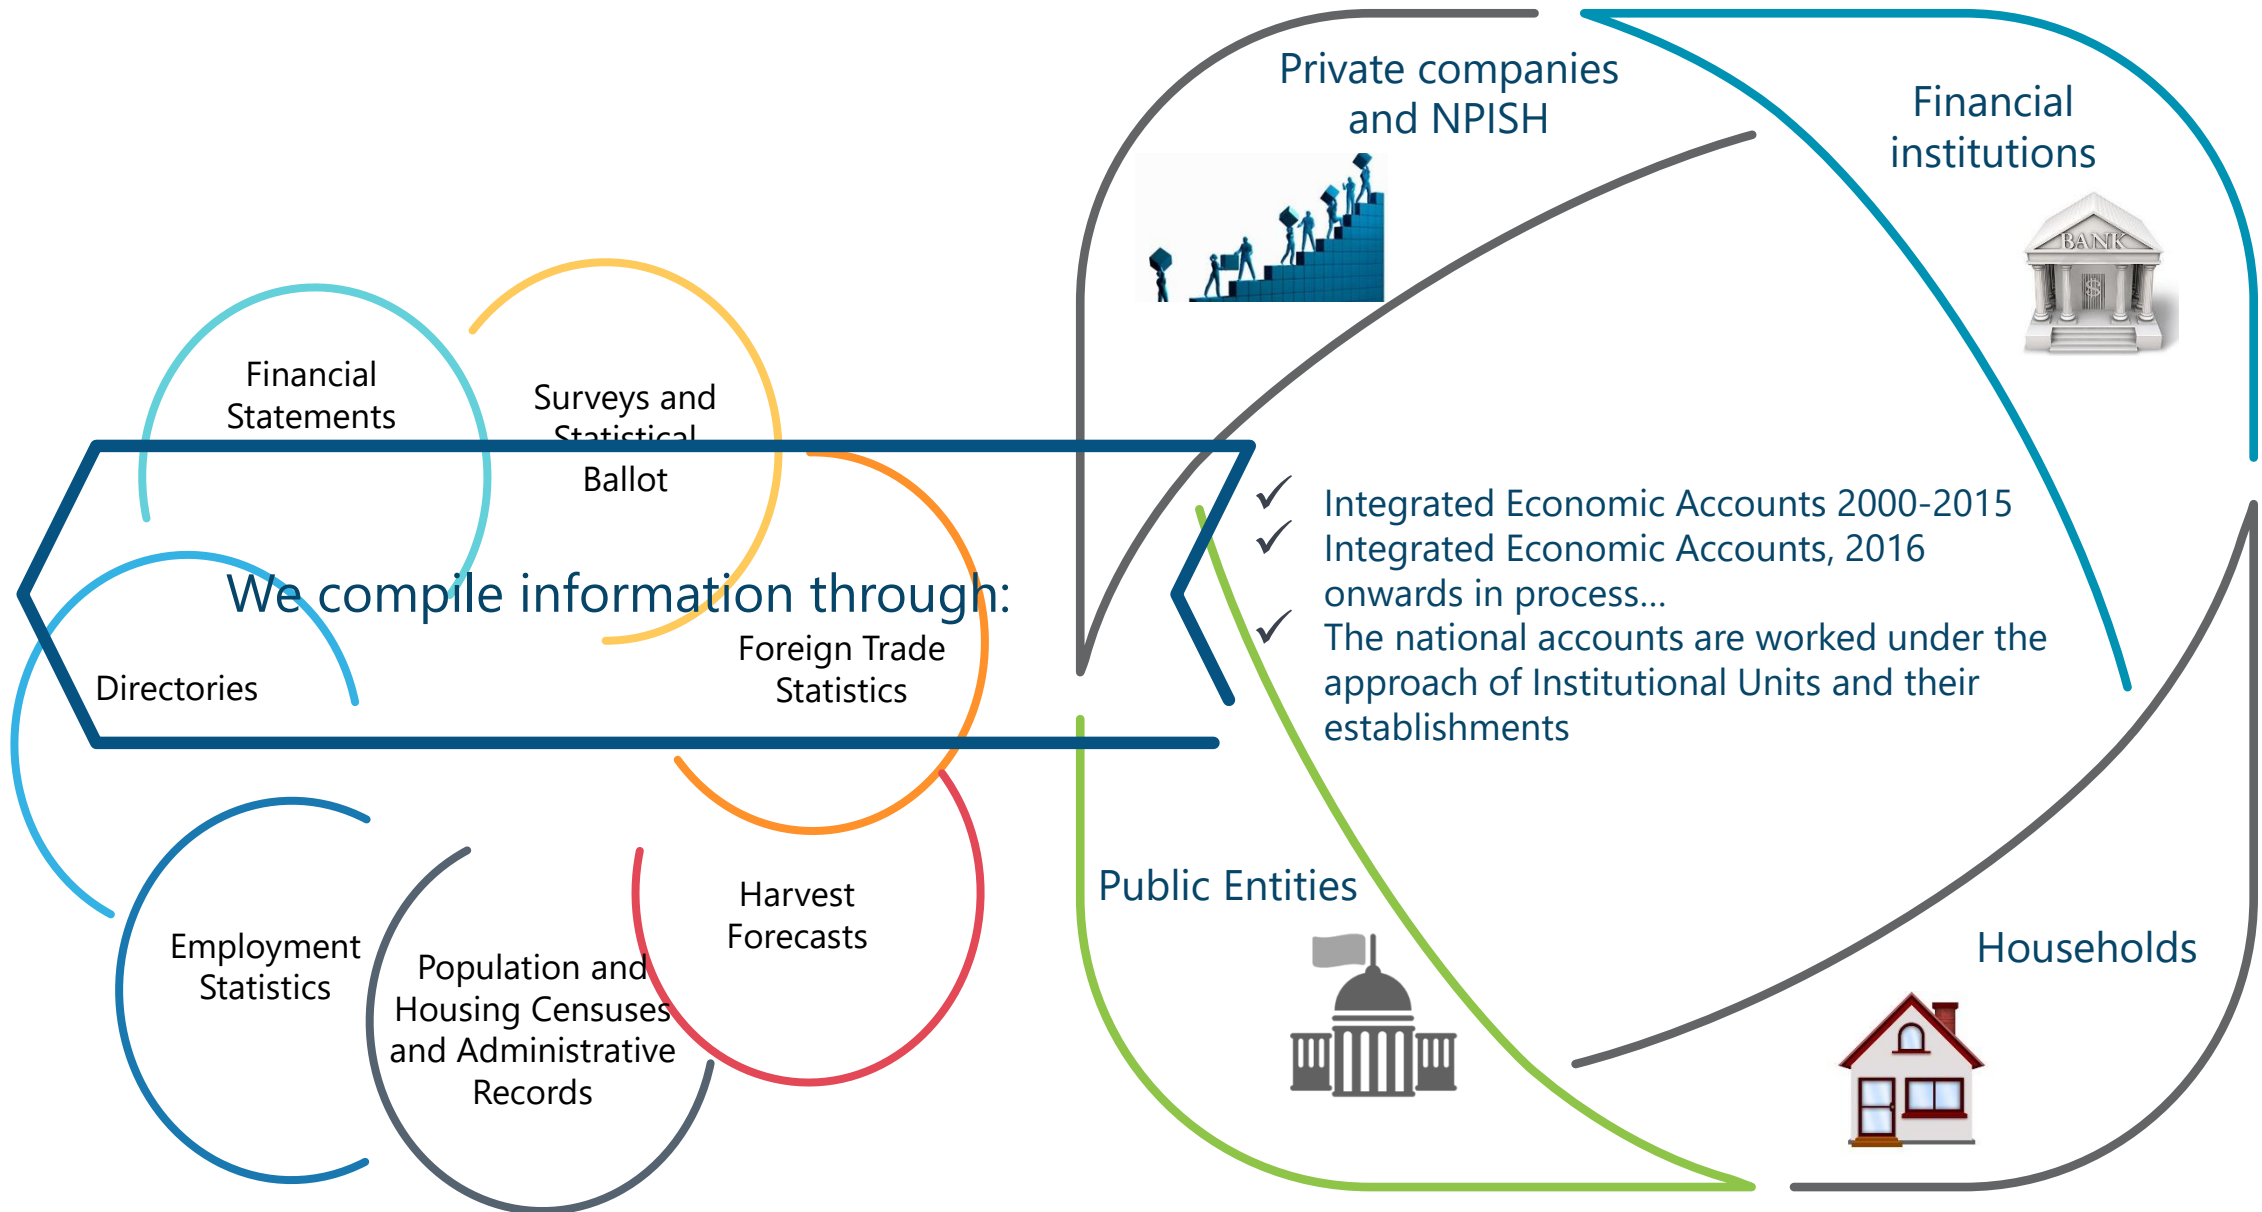 Private companies
and NPISH
Financial
institutions
BANK
$
Financial
Statements
Surveys and
Statistical
Ballot
We compile information through:
Directories
Foreign Trade
Statistics
Employment
Statistics
Population and
Housing Censuses
and Administrative
Records
Harvest
Forecasts
✓ Integrated Economic Accounts 2000-2015
✓ Integrated Economic Accounts, 2016
onwards in process...
✓ The national accounts are worked under the
approach of Institutional Units and their
establishments
Public Entities
Households